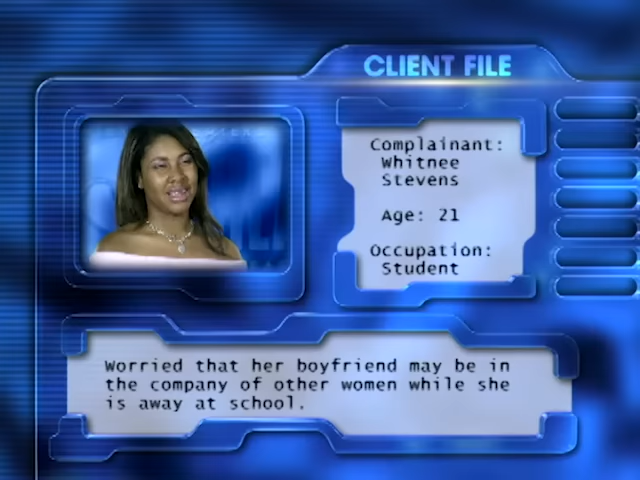 CLIENT FILE
Complainant:
Whitnee
Stevens
Age: 21
Occupation:
Student
Worried that her boyfriend may be in
the company of other women while she
is away at school.